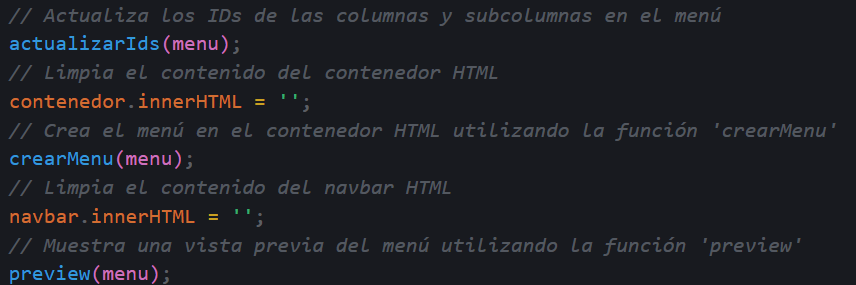 // Actualiza los IDs de las columnas y subcolumnas en el menú
actualizarIds(menu);
// Limpia el contenido del contenedor HTML
contenedor.innerHTML = '';
// Crea el menú en el contenedor HTML utilizando la función 'crearMenu'
crearMenu(menu);
// Limpia el contenido del navbar HTML
navbar.innerHTML = '';
// Muestra una vista previa del menú utilizando la función 'preview'
preview(menu);